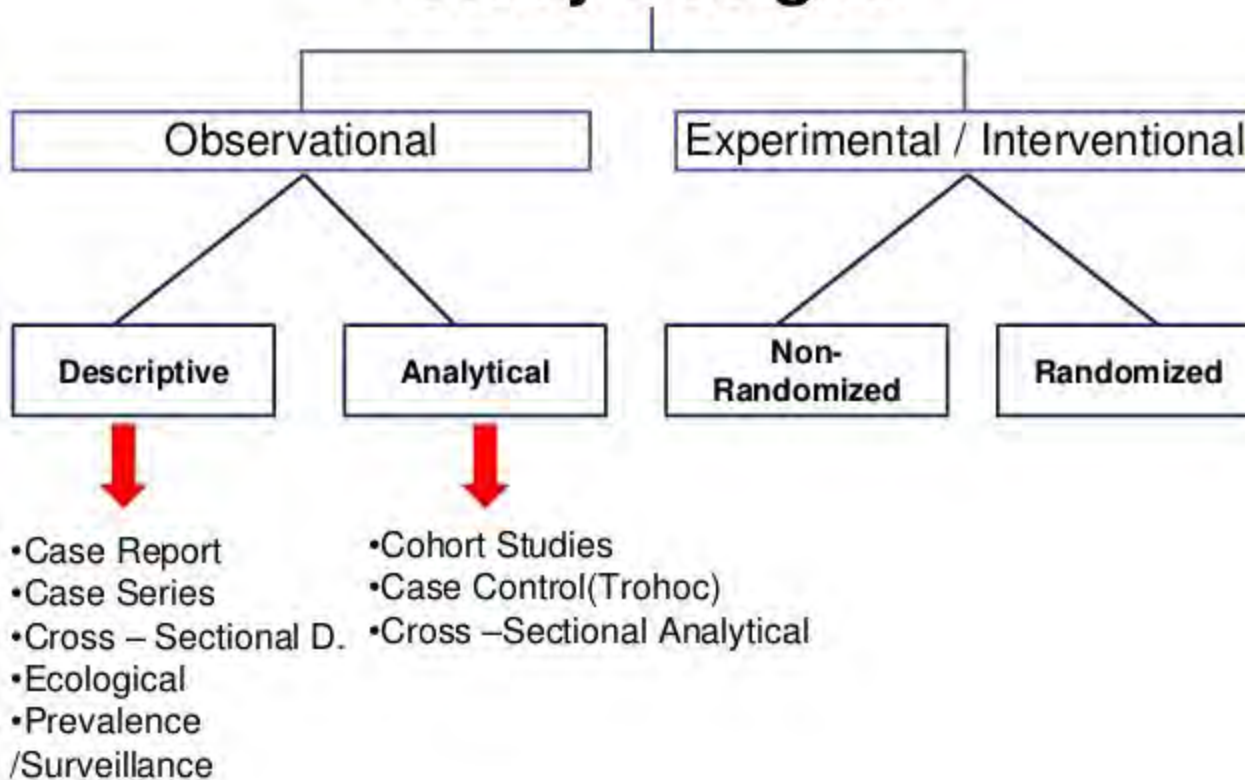 Observational
Experimental / Interventional
Descriptive
Analytical
Non-
Randomized
Randomized
•Case Report
•Case Series
•Cross – Sectional D.
•Ecological
•Prevalence
/Surveillance
•Cohort Studies
•Case Control(Trohoc)
•Cross –Sectional Analytical